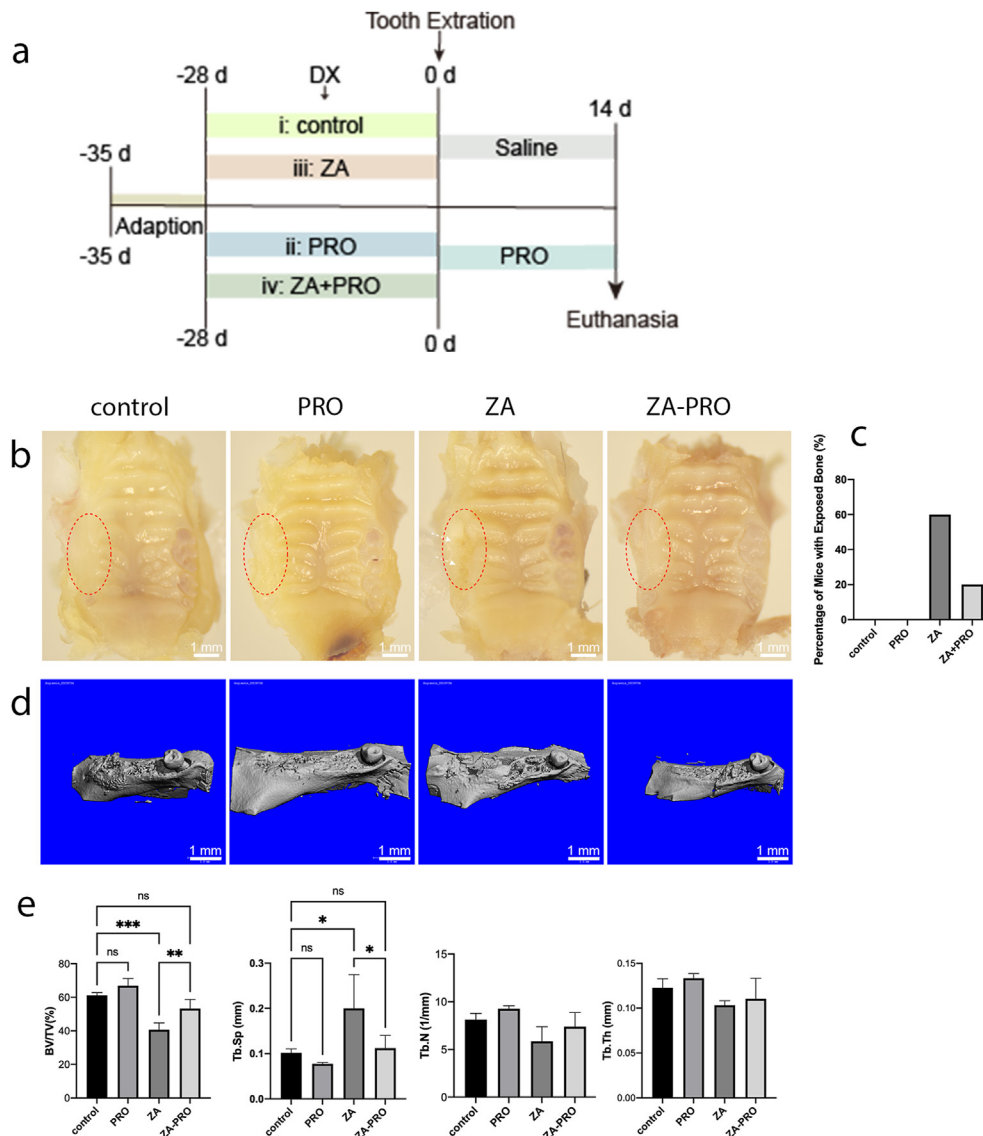 Tooth Extration
a
-28 d
DX
0 d
14 d
i: control
Saline
-35 d
iii: ZA
Adaption
-35 d
ii: PRO
PRO
iv: ZA+PRO
Euthanasia
-28 d
0 d
control
PRO
ZA
ZA-PRO
b
1 mm
1 mm
1 mm
1 mm
c
Percentage of Mice with Exposed Bone (%)
80
60
40
20
0
control
PRO
ZA
ZA+PRO
d
1 mm
1 mm
1 mm
1 mm
e
ns
***
ns
**
BV/TV(%)
80
60
40
20
0
control
PRO
ZA
ZA-PRO
ns
*
ns
*
Tb.Sp (mm)
0.3
0.2
0.1
0.0
control
PRO
ZA
ZA-PRO
Tb.N (1/mm)
15
10
5
0
control
PRO
ZA
ZA-PRO
Tb.Th (mm)
0.15
0.10
0.05
0.00
control
PRO
ZA
ZA-PRO